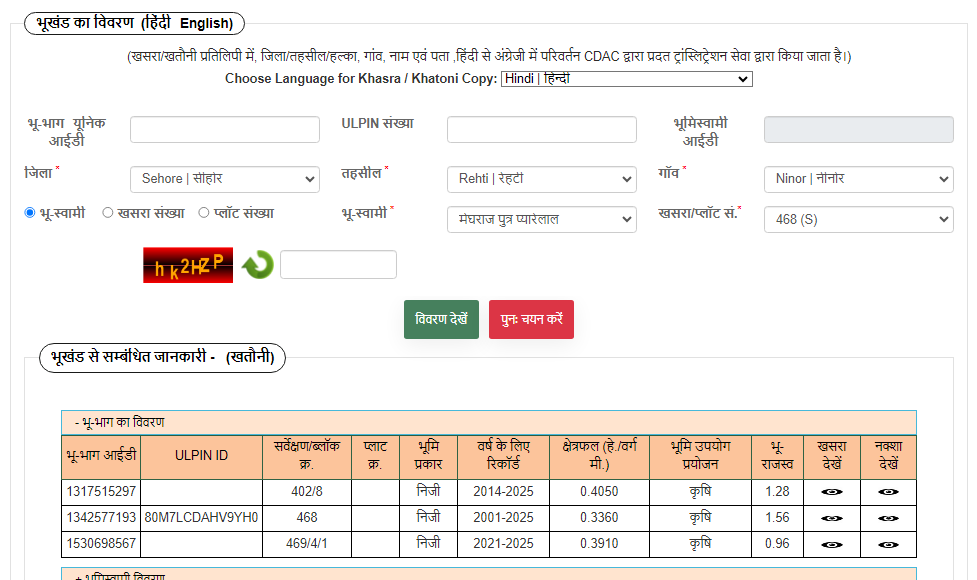 भूखंड का विवरण (हिंदी English)
(खसरा/खतौनी प्रतिलिपी में, जिला/तहसील/हल्का, गांव, नाम एवं पता ,हिंदी से अंग्रेजी में परिवर्तन CDAC द्वारा प्रदत ट्रांस्लिट्रेशन सेवा द्वारा किया जाता है।)
Choose Language for Khasra / Khatoni Copy: Hindi | हिन्दी
भू-भाग यूनिक आईडी ULPIN संख्या भूमिस्वामी आईडी
जिला * Sehore | सीहोर तहसील * Rehti | रेहटी गाँव * Ninor | नीनोर
भू-स्वामी खसरा संख्या प्लॉट संख्या भू-स्वामी * मेघराज पुत्र प्यारेलाल खसरा/प्लॉट सं.* 468 (S)
hk2HZP
विवरण देखें पुनः चयन करें
भूखंड से सम्बंधित जानकारी - (खतौनी)
- भू-भाग का विवरण
भू-भाग आईडी ULPIN ID सर्वेक्षण/ब्लॉक क्र. प्लाट क्र. भूमि प्रकार वर्ष के लिए रिकॉर्ड क्षेत्रफल (हे./वर्ग मी.) भूमि उपयोग प्रयोजन भू-राजस्व खसरा देखें नक्शा देखें
1317515297 402/8 निजी 2014-2025 0.4050 कृषि 1.28
1342577193 80M7LCDAHV9YH0 468 निजी 2001-2025 0.3360 कृषि 1.56
1530698567 469/4/1 निजी 2021-2025 0.3910 कृषि 0.96
+ भूमिस्वामी विवरण